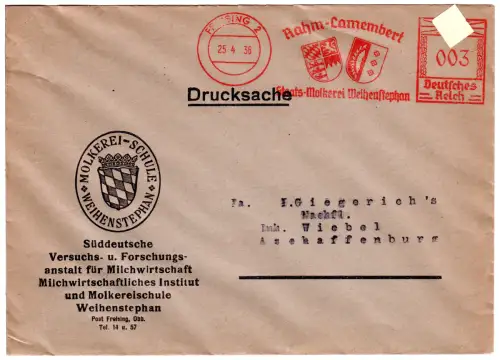 FREISING 2
25.4.36
Rahm-Camembert
Staats-Molkerei Weihenstephan
003
Deutsches
Reich
Drucksache
MOLKEREI-SCHULE
WEIHENSTEPHAN
Süddeutsche
Versuchs- u. Forschungs-
anstalt für Milchwirtschaft
Milchwirtschaftliches Institut
und Molkereischule
Weihenstephan
Post Freising, Obb.
Tel. 14 u. 57
Fa. I.Giegerich's
Nachfl.
Inh. Wiebel
Aschaffenburg